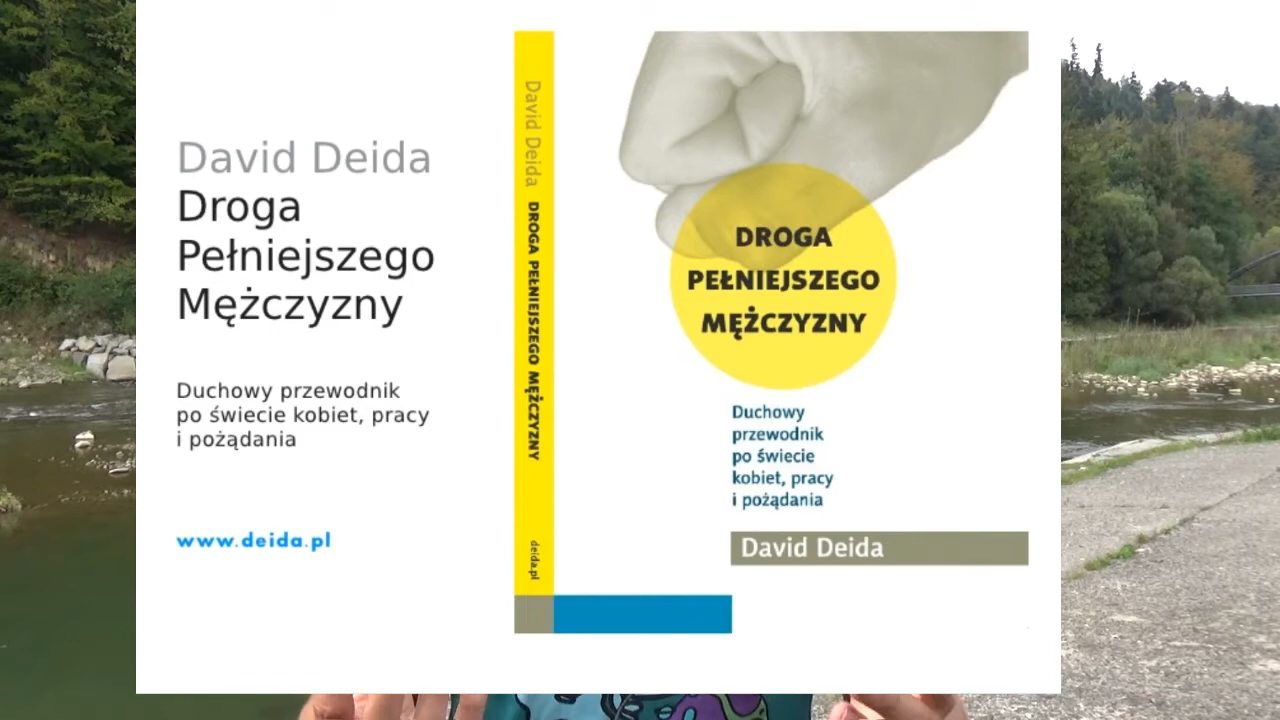 David Deida
Droga
Pełniejszego
Mężczyzny
Duchowy przewodnik
po świecie kobiet, pracy
i pożądania
www.deida.pl
David Deida DROGA PEŁNIEJSZEGO MĘŻCZYZNY deida.pl
DROGA
PEŁNIEJSZEGO
MĘŻCZYZNY
Duchowy
przewodnik
po świecie
kobiet, pracy
i pożądania
David Deida